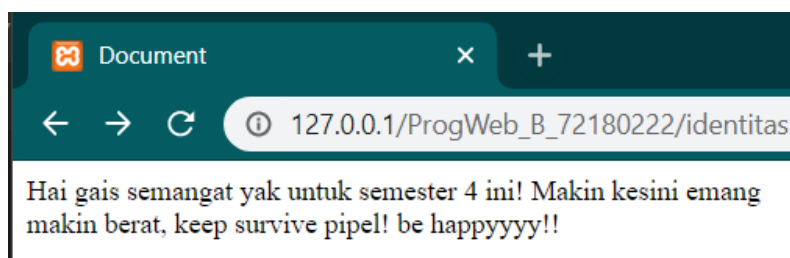 Document
127.0.0.1/ProgWeb_B_72180222/identitas
Hai gais semangat yak untuk semester 4 ini! Makin kesini emang
makin berat, keep survive pipel! be happyyyy!!